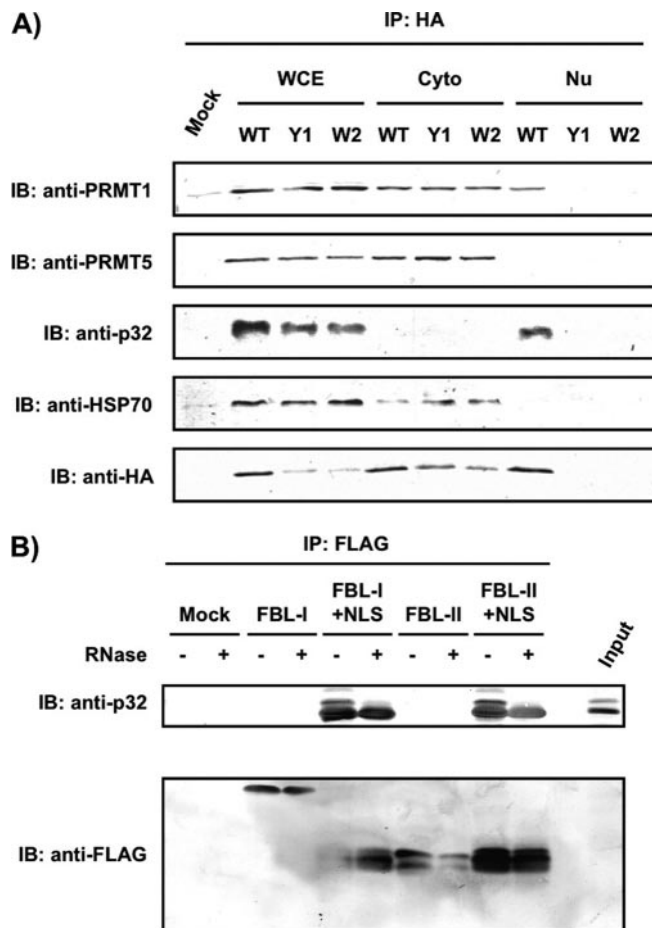 A)
IP: HA
Mock
WCE Cyto Nu
WT Y1 W2 WT Y1 W2 WT Y1 W2
IB: anti-PRMT1
IB: anti-PRMT5
IB: anti-p32
IB: anti-HSP70
IB: anti-HA
B)
IP: FLAG
Mock FBL-I FBL-I +NLS FBL-II FBL-II +NLS Input
RNase - + - + - + - + - +
IB: anti-p32
IB: anti-FLAG